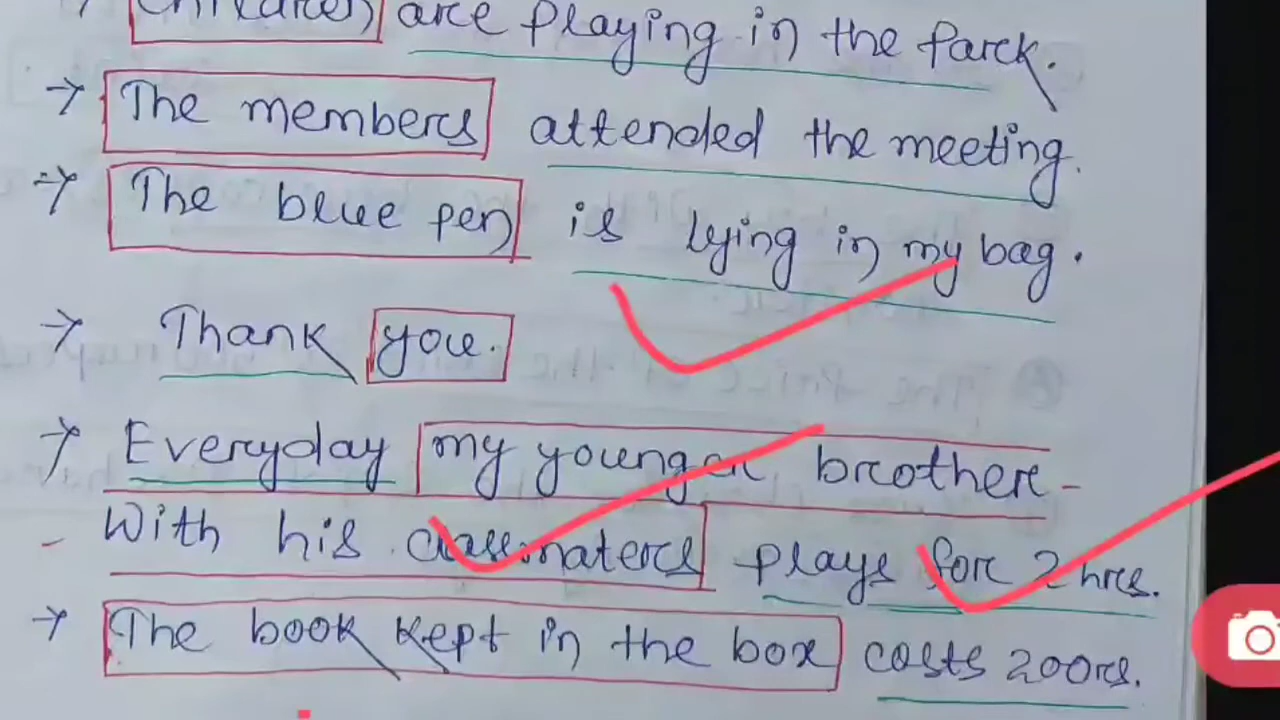 Children are playing in the park.
→ The members attended the meeting.
→ The blue pen is lying in my bag.
→ Thank you.
→ Everyday my younger brother -
- With his classmaters plays for 2 hrs.
→ The book kept in the box costs 200rs.